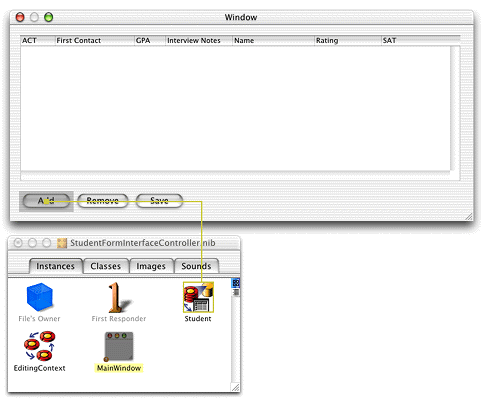 Window
ACT First Contact GPA Interview Notes Name Rating SAT
Add Remove Save
StudentFormInterfaceController.nib
Instances Classes Images Sounds
File's Owner First Responder Student
EditingContext MainWindow